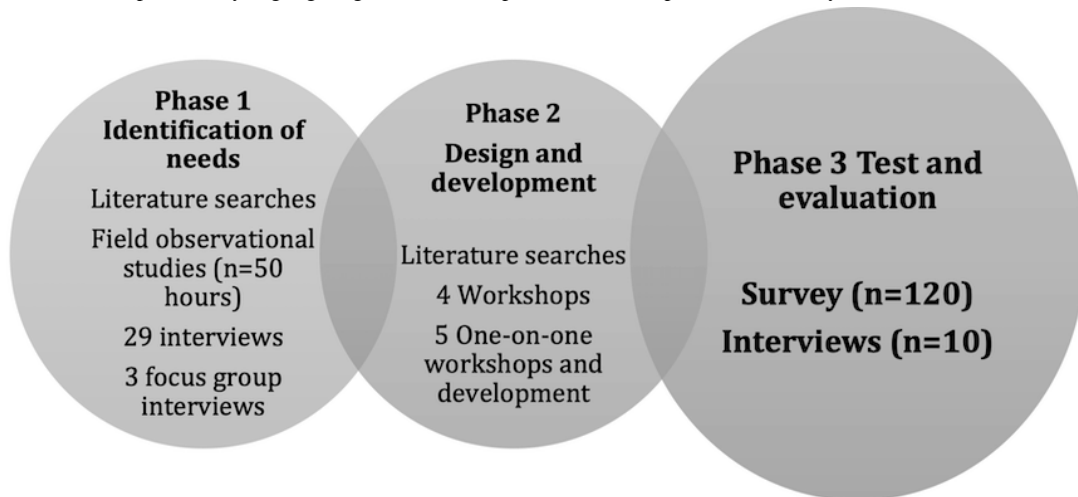 Phase 1
Identification of
needs
Literature searches
Field observational
studies (n=50
hours)
29 interviews
3 focus group
interviews
Phase 2
Design and
development
Literature searches
4 Workshops
5 One-on-one
workshops and
development
Phase 3 Test and
evaluation
Survey (n=120)
Interviews (n=10)